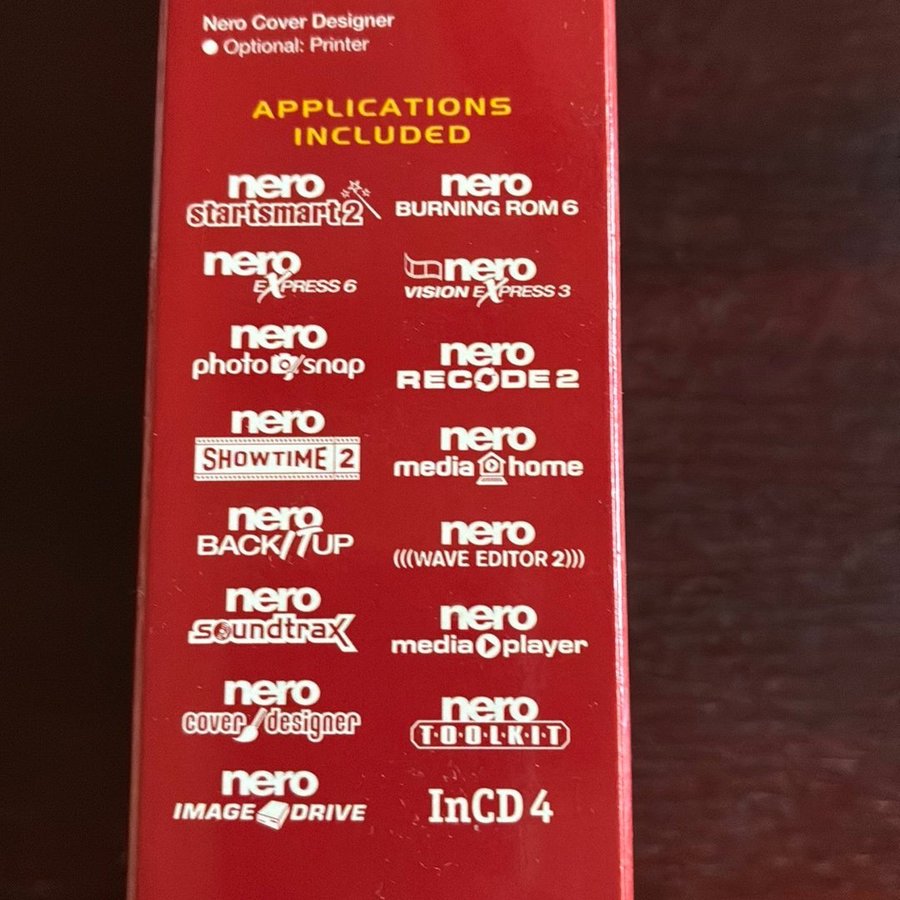 Nero Cover Designer
● Optional: Printer
APPLICATIONS
INCLUDED
nero
startsmart 2
nero
BURNING ROM 6
nero
EXPRESS 6
nero
VISION EXPRESS 3
nero
photo snap
nero
RECODE 2
nero
SHOWTIME 2
nero
media home
nero
BACK IT UP
nero
(((WAVE EDITOR 2)))
nero
soundtrax
nero
media player
nero
cover designer
nero
T·O·O·L·K·I·T
nero
IMAGE DRIVE
InCD 4